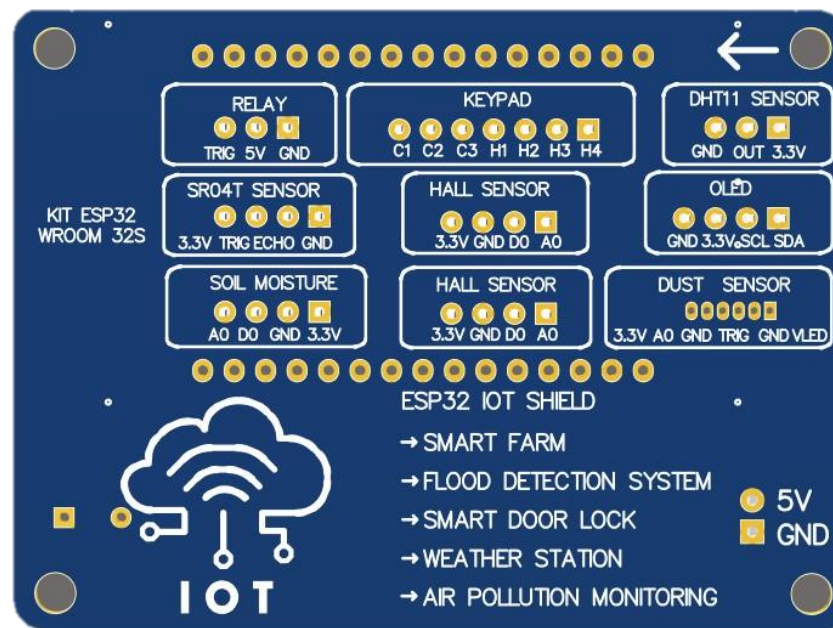 RELAY
TRIG 5V GND
KEYPAD
C1 C2 C3 H1 H2 H3 H4
DHT11 SENSOR
GND OUT 3.3V
KIT ESP32
WROOM 32S
SR04T SENSOR
3.3V TRIG ECHO GND
HALL SENSOR
3.3V GND D0 A0
OLED
GND 3.3V SCL SDA
SOIL MOISTURE
A0 D0 GND 3.3V
HALL SENSOR
3.3V GND D0 A0
DUST SENSOR
3.3V A0 GND TRIG GND VLED
ESP32 IOT SHIELD
→ SMART FARM
→ FLOOD DETECTION SYSTEM
→ SMART DOOR LOCK
→ WEATHER STATION
→ AIR POLLUTION MONITORING
5V
GND
IOT